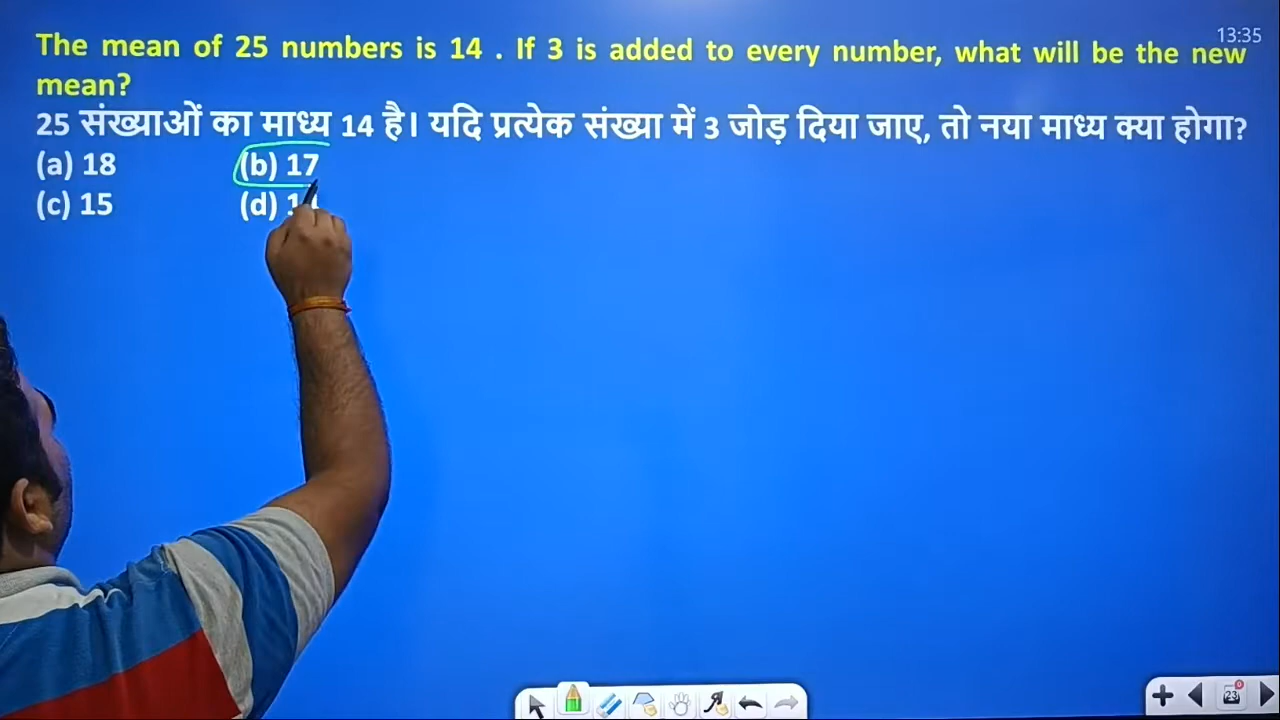 13:35
The mean of 25 numbers is 14 . If 3 is added to every number, what will be the new
mean?
25 संख्याओं का माध्य 14 है। यदि प्रत्येक संख्या में 3 जोड़ दिया जाए, तो नया माध्य क्या होगा?
(a) 18 (b) 17
(c) 15 (d)
23